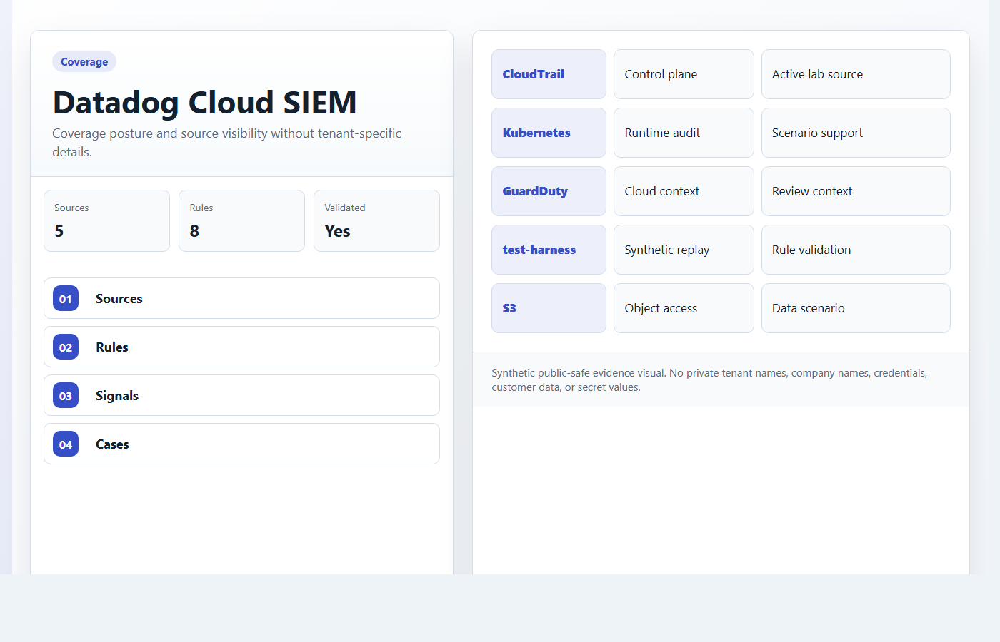 Coverage
Datadog Cloud SIEM
Coverage posture and source visibility without tenant-specific
details.
Sources
5
Rules
8
Validated
Yes
01 Sources
02 Rules
03 Signals
04 Cases
CloudTrail Control plane Active lab source
Kubernetes Runtime audit Scenario support
GuardDuty Cloud context Review context
test-harness Synthetic replay Rule validation
S3 Object access Data scenario
Synthetic public-safe evidence visual. No private tenant names, company names, credentials,
customer data, or secret values.